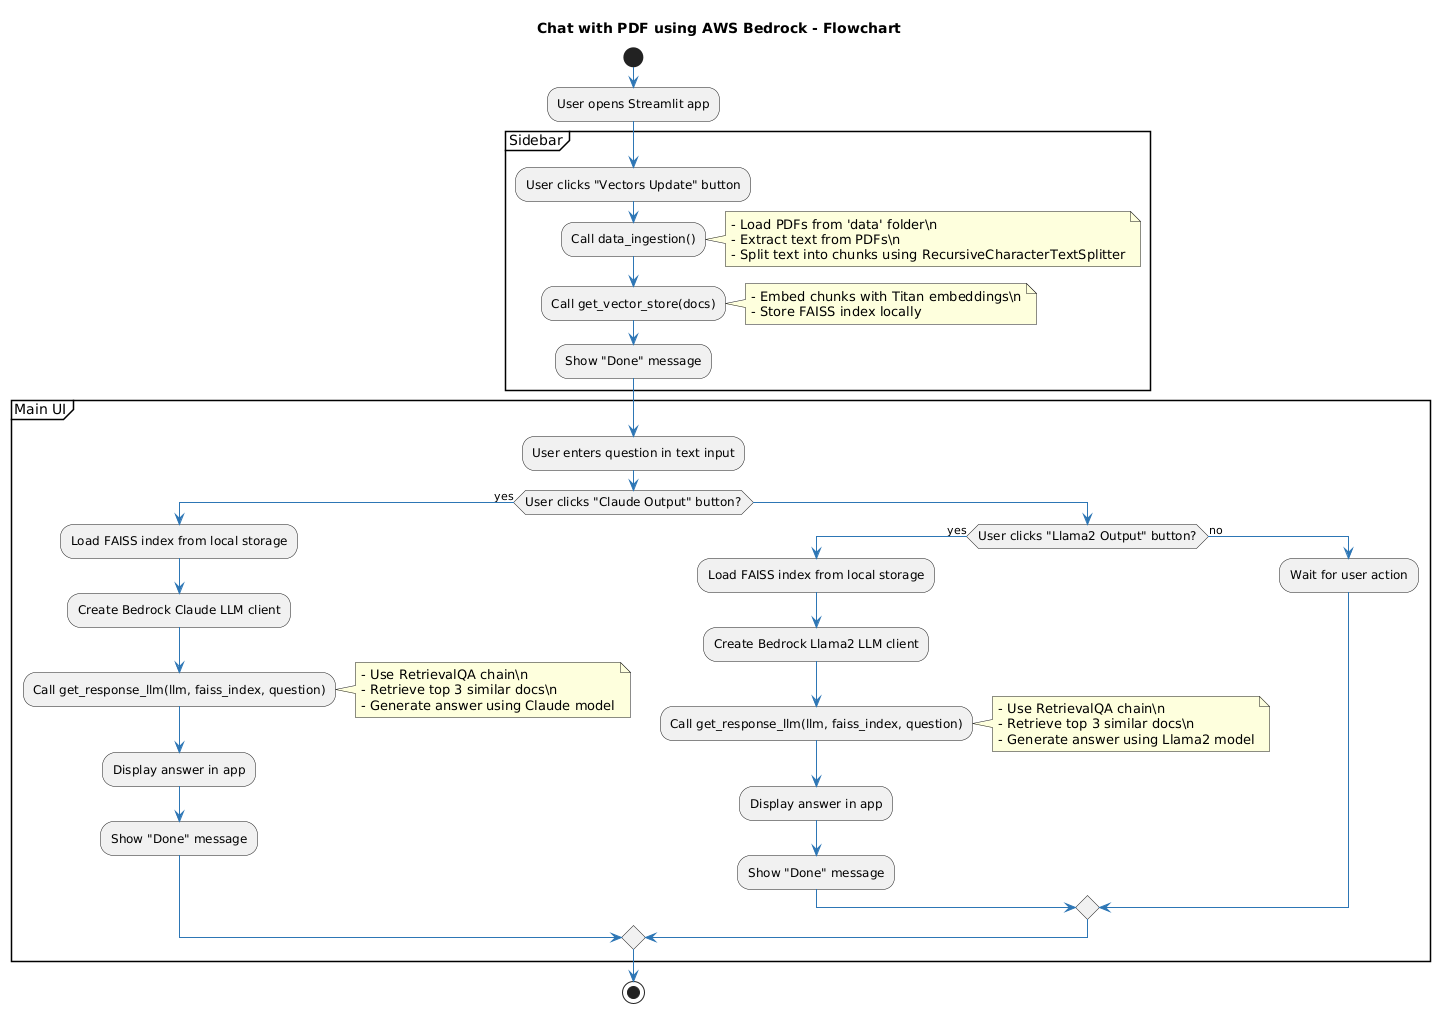 Chat with PDF using AWS Bedrock - Flowchart
User opens Streamlit app
Sidebar
User clicks "Vectors Update" button
Call data_ingestion()
- Load PDFs from 'data' folder\n
- Extract text from PDFs\n
- Split text into chunks using RecursiveCharacterTextSplitter
Call get_vector_store(docs)
- Embed chunks with Titan embeddings\n
- Store FAISS index locally
Show "Done" message
Main UI
User enters question in text input
User clicks "Claude Output" button?
yes
Load FAISS index from local storage
Create Bedrock Claude LLM client
Call get_response_llm(llm, faiss_index, question)
- Use RetrievalQA chain\n
- Retrieve top 3 similar docs\n
- Generate answer using Claude model
Display answer in app
Show "Done" message
User clicks "Llama2 Output" button?
yes
Load FAISS index from local storage
Create Bedrock Llama2 LLM client
Call get_response_llm(llm, faiss_index, question)
- Use RetrievalQA chain\n
- Retrieve top 3 similar docs\n
- Generate answer using Llama2 model
Display answer in app
Show "Done" message
no
Wait for user action